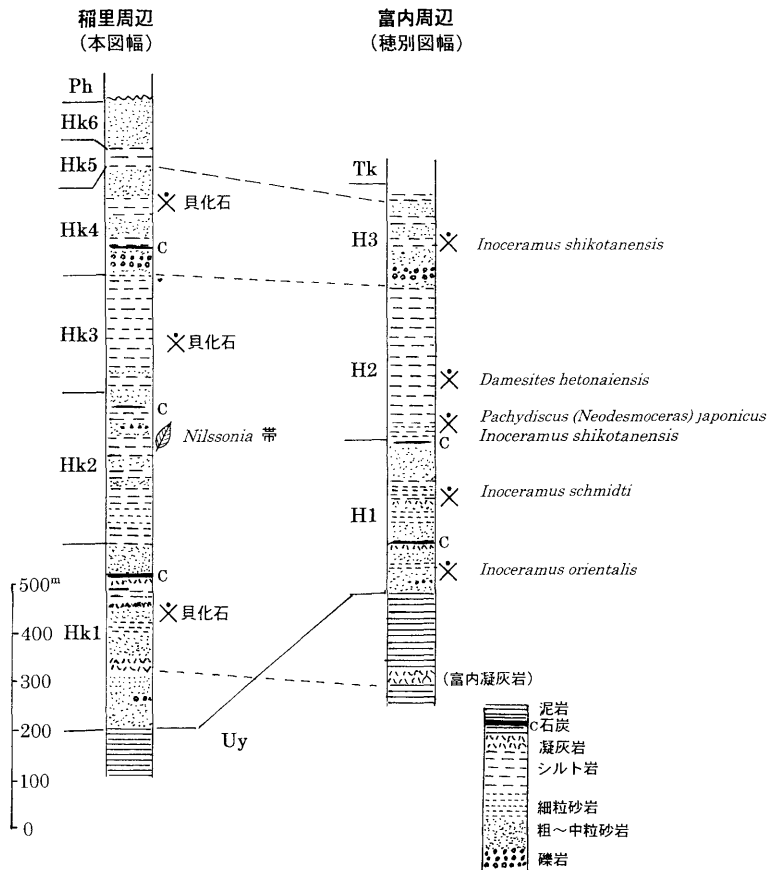 稲里周辺
(本図幅)
富内周辺
(穂別図幅)
Ph
Hk6
Hk5
Hk4
貝化石
C
Hk3
貝化石
C
Nilssonia 帯
Hk2
C
貝化石
Hk1
500m
400
300
200
100
0
Uy
Tk
H3
Inoceramus shikotanensis
H2
Damesites hetonaiensis
Pachydiscus (Neodesmoceras) japonicus
Inoceramus shikotanensis
C
H1
Inoceramus schmidti
C
Inoceramus orientalis
(富内凝灰岩)
泥岩
C石炭
凝灰岩
シルト岩
細粒砂岩
粗~中粒砂岩
礫岩